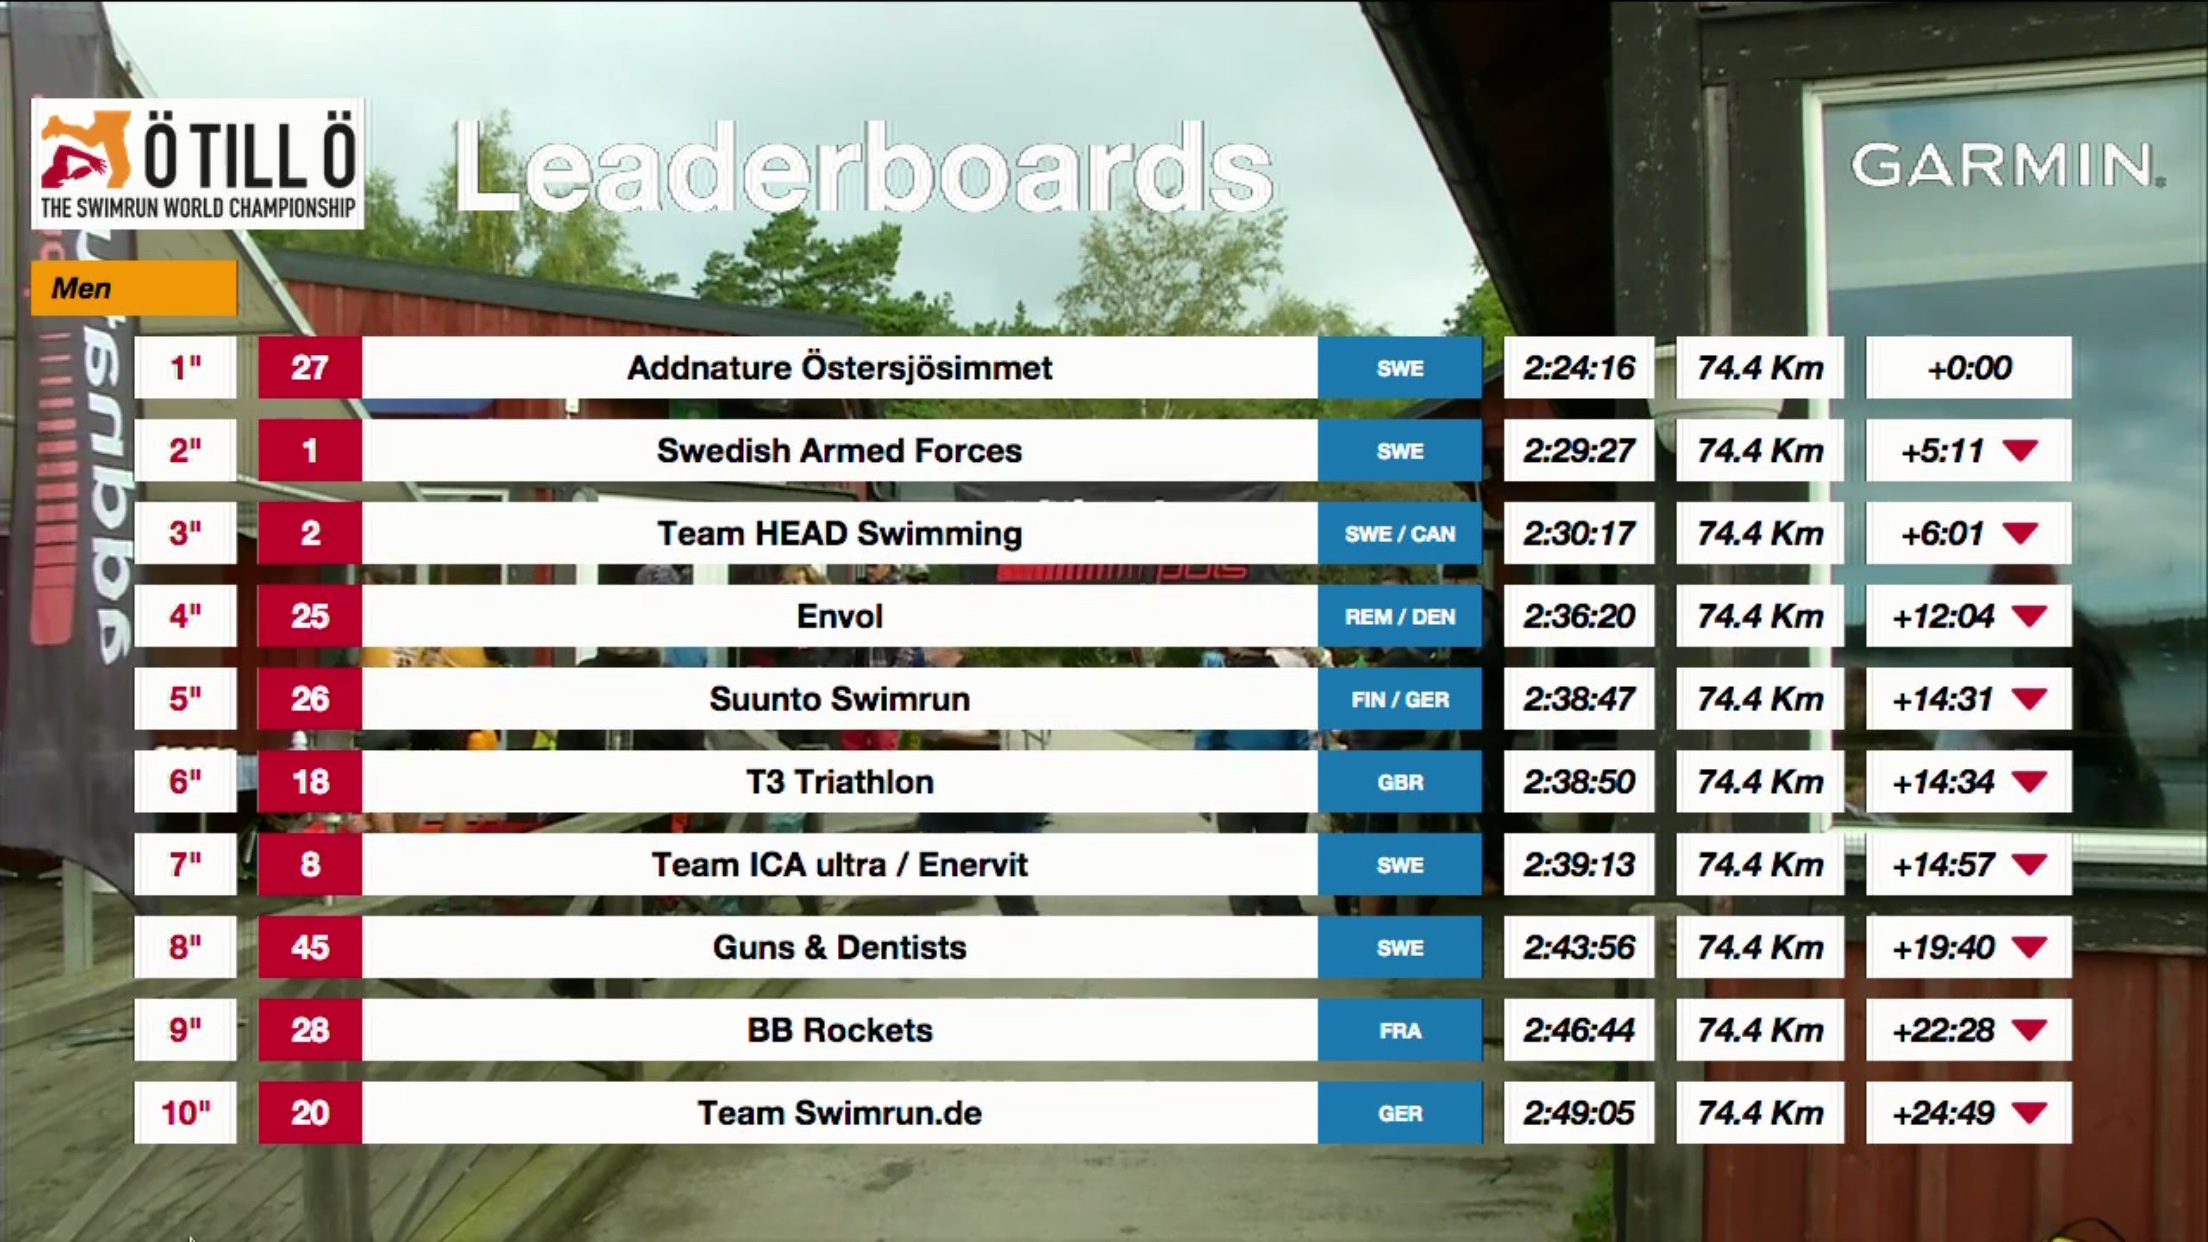 Ö TILL Ö
THE SWIMRUN WORLD CHAMPIONSHIP
Leaderboards
GARMIN
Men
1" 27 Addnature Östersjösimmet SWE 2:24:16 74.4 Km +0:00
2" 1 Swedish Armed Forces SWE 2:29:27 74.4 Km +5:11
3" 2 Team HEAD Swimming SWE / CAN 2:30:17 74.4 Km +6:01
4" 25 Envol REM / DEN 2:36:20 74.4 Km +12:04
5" 26 Suunto Swimrun FIN / GER 2:38:47 74.4 Km +14:31
6" 18 T3 Triathlon GBR 2:38:50 74.4 Km +14:34
7" 8 Team ICA ultra / Enervit SWE 2:39:13 74.4 Km +14:57
8" 45 Guns & Dentists SWE 2:43:56 74.4 Km +19:40
9" 28 BB Rockets FRA 2:46:44 74.4 Km +22:28
10" 20 Team Swimrun.de GER 2:49:05 74.4 Km +24:49
puls